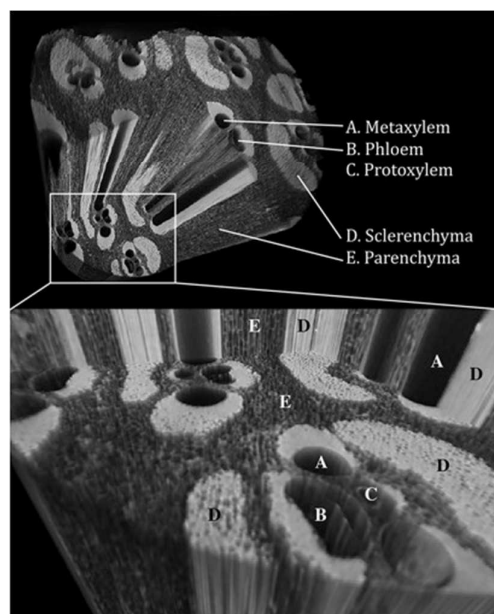 A. Metaxylem
B. Phloem
C. Protoxylem
D. Sclerenchyma
E. Parenchyma
E
D
A
D
E
A
D
C
B
D